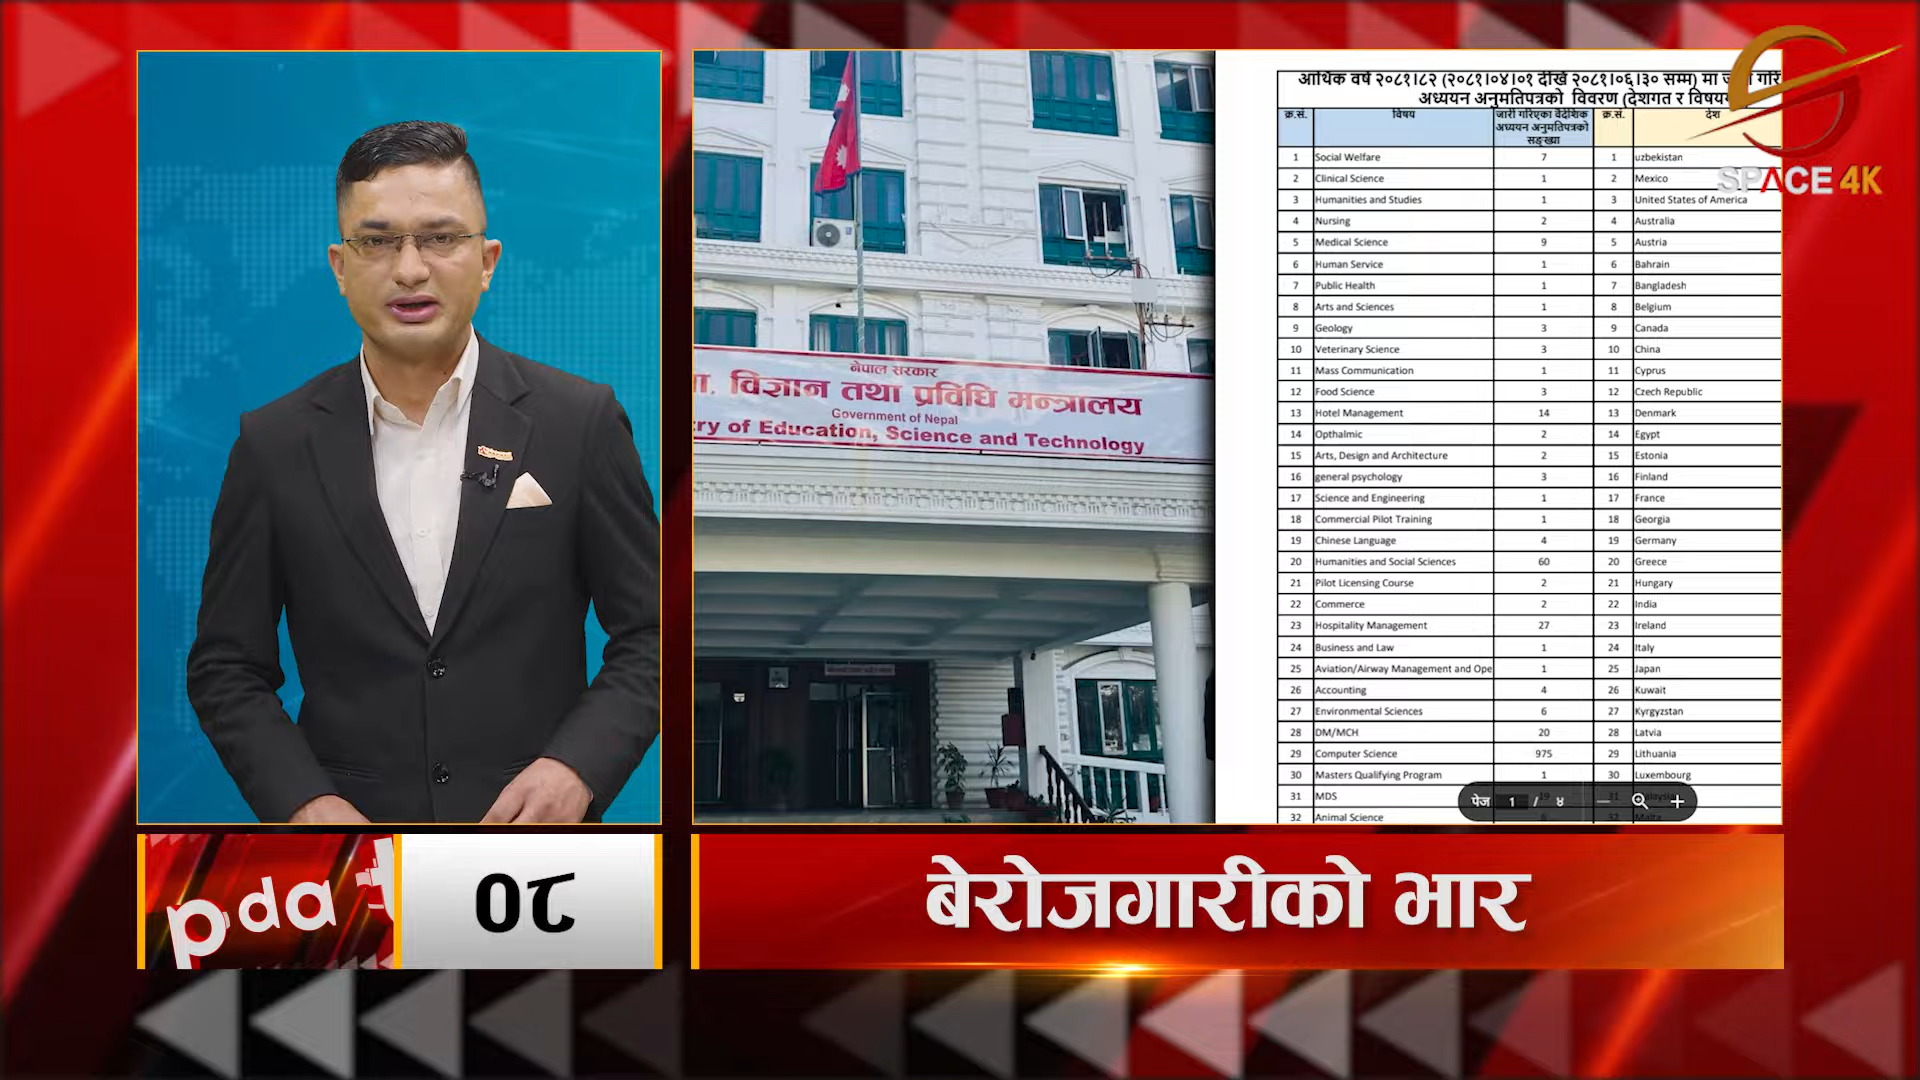 SPACE 4K
आर्थिक वर्ष २०८१।८२ (२०८१।०४।०१ देखि २०८१।०६।३० सम्म) मा
अध्ययन अनुमतिपत्रको विवरण (देशगत र
क्र.सं. विषय जारी गरिएका वैदेशिक अध्ययन अनुमतिपत्रको सङ्ख्या क्र.सं. देश
1 Social Welfare 7 1 uzbekistan
2 Clinical Science 1 2 Mexico
3 Humanities and Studies 1 3 United States of America
4 Nursing 2 4 Australia
5 Medical Science 9 5 Austria
6 Human Service 1 6 Bahrain
7 Public Health 1 7 Bangladesh
8 Arts and Sciences 1 8 Belgium
9 Geology 3 9 Canada
10 Veterinary Science 3 10 China
11 Mass Communication 1 11 Cyprus
12 Food Science 3 12 Czech Republic
13 Hotel Management 14 13 Denmark
14 Opthalmic 2 14 Egypt
15 Arts, Design and Architecture 2 15 Estonia
16 general psychology 3 16 Finland
17 Science and Engineering 1 17 France
18 Commercial Pilot Training 1 18 Georgia
19 Chinese Language 4 19 Germany
20 Humanities and Social Sciences 60 20 Greece
21 Pilot Licensing Course 2 21 Hungary
22 Commerce 2 22 India
23 Hospitality Management 27 23 Ireland
24 Business and Law 1 24 Italy
25 Aviation/Airway Management and Ope 1 25 Japan
26 Accounting 4 26 Kuwait
27 Environmental Sciences 6 27 Kyrgyzstan
28 DM/MCH 20 28 Latvia
29 Computer Science 975 29 Lithuania
30 Masters Qualifying Program 1 30 Luxembourg
31 MDS 19 31 Malaysia
32 Animal Science 6 32 Malta
पेज 1 / ४
नेपाल सरकार
विज्ञान तथा प्रविधि मन्त्रालय
Government of Nepal
ry of Education, Science and Technology
pdat
०८
बेरोजगारीको भार